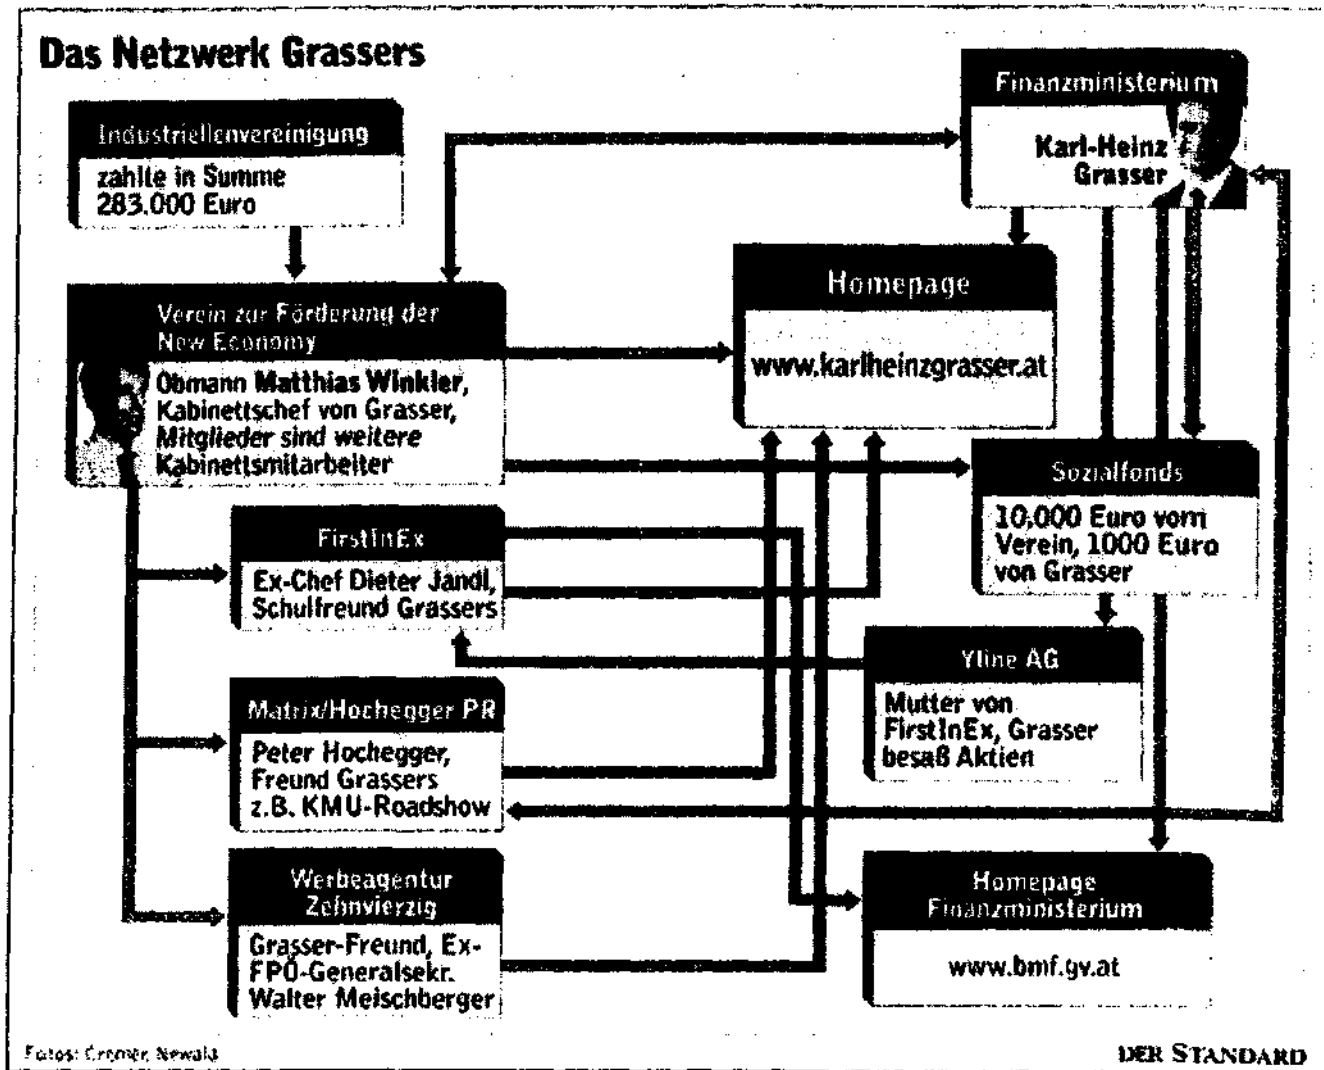 Das Netzwerk Grassers
Industriellenvereinigung
zahlte in Summe
283.000 Euro
Finanzministerium
Karl-Heinz
Grasser
Verein zur Förderung der
New Economy
Obmann Matthias Winkler,
Kabinettschef von Grasser,
Mitglieder sind weitere
Kabinettsmitarbeiter
Homepage
www.karlheinzgrasser.at
Sozialfonds
10.000 Euro vom
Verein, 1000 Euro
von Grasser
FirstInEx
Ex-Chef Dieter Jandl,
Schulfreund Grassers
Yline AG
Mutter von
FirstInEx, Grasser
besaß Aktien
Matrix/Hochegger PR
Peter Hochegger,
Freund Grassers
z.B. KMU-Roadshow
Werbeagentur
Zehnvierzig
Grasser-Freund, Ex-
FPÖ-Generalsekr.
Walter Meischberger
Homepage
Finanzministerium
www.bmf.gv.at
Fotos: Cremer, Newald
DER STANDARD